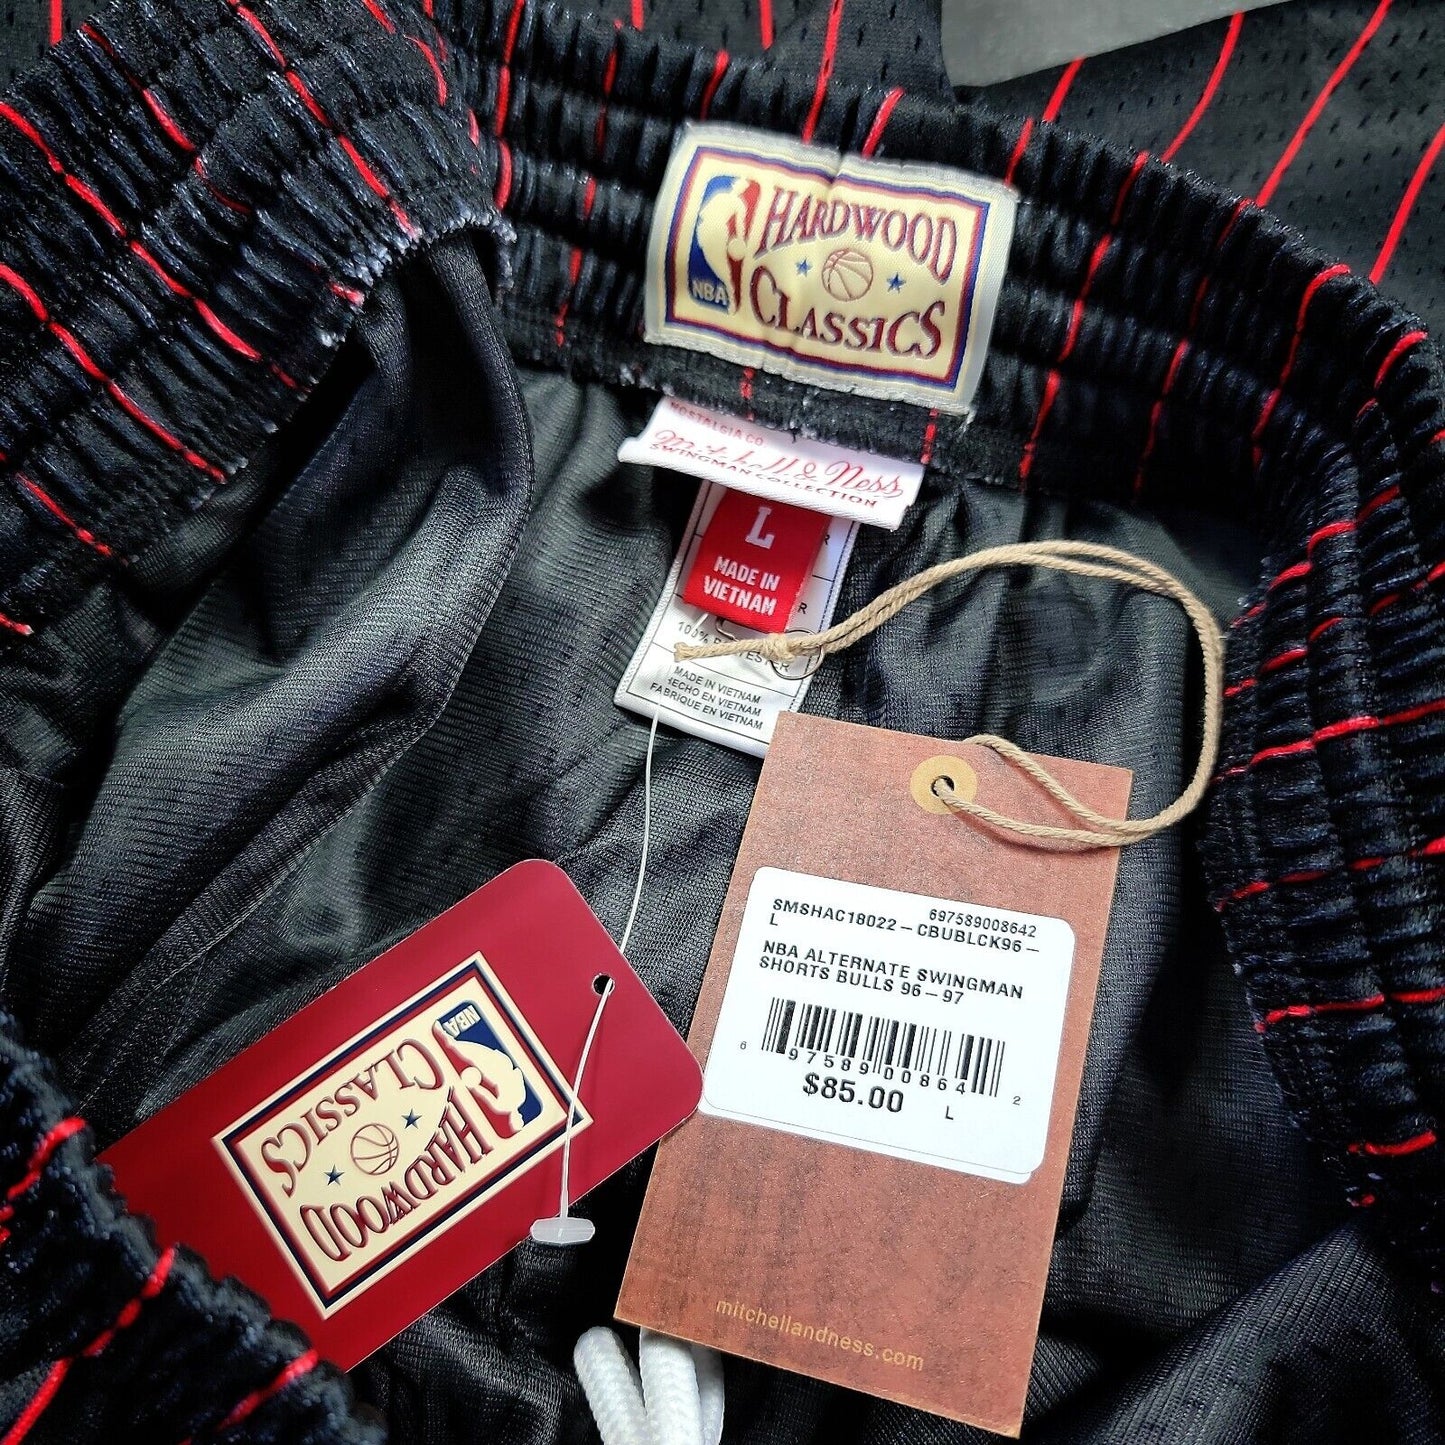 NBA
HARDWOOD
CLASSICS
NOSTALGIA CO.
Mitchell & Ness
SWINGMAN COLLECTION
L
MADE IN
VIETNAM
R
R
MADE IN VIETNAM
HECHO EN VIETNAM
FABRIQUE EN VIETNAM
697589008642
SMSHAC18022-CBUBLCK96-
L
NBA ALTERNATE SWINGMAN
SHORTS BULLS 96-97
6 97589 00864 2
$85.00 L
mitchellandness.com
NBA
HARDWOOD
CLASSICS